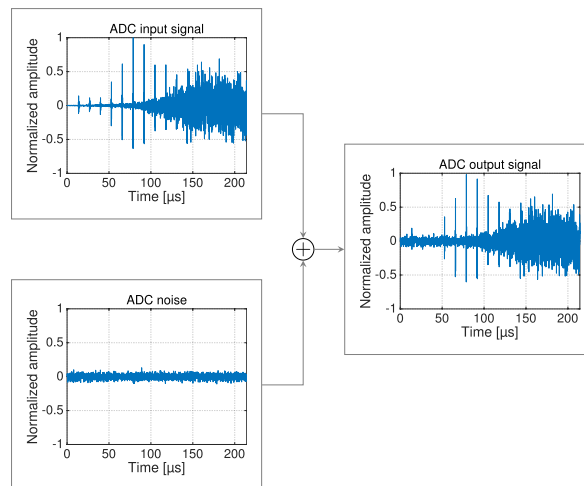 ADC input signal
Normalized amplitude
1
0.5
0
-0.5
-1
0 50 100 150 200
Time [µs]
ADC noise
Normalized amplitude
1
0.5
0
-0.5
-1
0 50 100 150 200
Time [µs]
ADC output signal
Normalized amplitude
1
0.5
0
-0.5
-1
0 50 100 150 200
Time [µs]